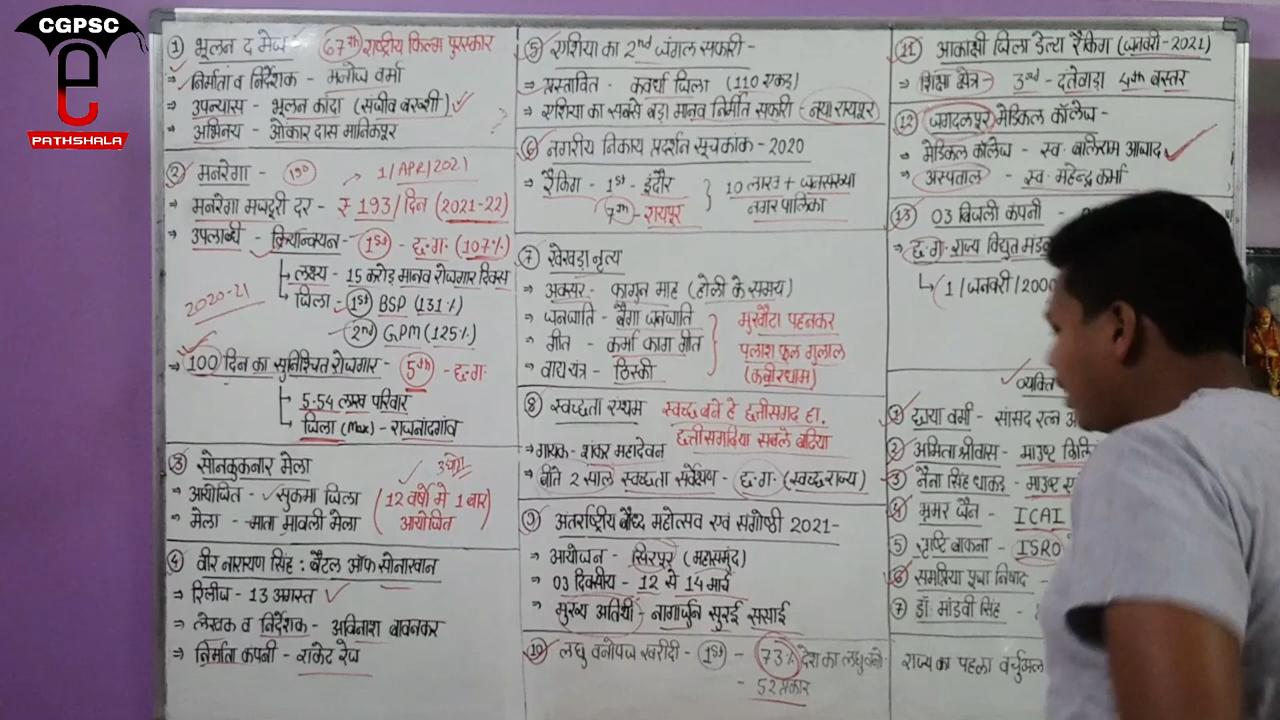 CGPSC
e
PATHSHALA
① भूलन द मेज 67th राष्ट्रीय फिल्म पुरस्कार
→ निर्माता व निर्देशक - मनोज वर्मा
→ उपन्यास - भूलन कांदा (संजीव बख्शी)
→ अभिनय - ओंकार दास मानिकपुर
② मनरेगा - → 1/APR/2021
→ मनरेगा मजदूरी दर - ₹ 193/दिन (2021-22)
→ उपलब्धि - क्रियान्वयन - 1st - छ.ग. (107%)
लक्ष्य - 15 करोड़ मानव रोजगार दिवस
2020-21
जिला - 1st BSP (131%)
2nd GPM (125%)
→ 100 दिन का सुनिश्चित रोजगार - 5th - छ.ग.
5.54 लाख परिवार
जिला (Max) - राजनांदगांव
③ सोनकुकनार मेला
→ आयोजित - सुकमा जिला (12 वर्षो मे 1 बार
→ मेला - माता मावली मेला आयोजित)
④ वीर नारायण सिंह : बैटल ऑफ सोनाखान
→ रिलीज - 13 अगस्त
→ लेखक व निर्देशक - अविनाश बावनकर
→ निर्माता कंपनी - राकेट रेज
⑤ एशिया का 2nd जंगल सफारी -
→ प्रस्तावित - कवर्धा जिला (110 एकड़)
→ एशिया का सबसे बड़ा मानव निर्मित सफारी - नया रायपुर
⑥ नगरीय निकाय प्रदर्शन सूचकांक - 2020
→ रैंकिंग - 1st - इंदौर } 10 लाख + जनसंख्या
7th - रायपुर नगर पालिका
⑦ खेखड़ा नृत्य
→ अवसर - फागुन माह (होली के समय)
→ जनजाति - बैगा जनजाति } मुखौटा पहनकर
→ गीत - कर्मा फाग गीत पलाश फूल गुलाल
→ वाद्ययंत्र - ठिस्की (कबीरधाम)
⑧ स्वच्छता एंथम स्वच्छ बने हे छत्तीसगढ़ हा,
छत्तीसगढ़िया सबले बढ़िया
→ गायक - शंकर महादेवन
→ बीते 2 साले स्वच्छता सर्वेक्षण - छ.ग. (स्वच्छ राज्य)
⑨ अंतर्राष्ट्रीय बौद्ध महोत्सव एवं संगोष्ठी 2021-
→ आयोजन - सिरपुर (महासमुंद)
→ 03 दिवसीय - 12 से 14 मार्च
→ मुख्य अतिथी - नागार्जुन सुरई ससाई
⑩ लघु वनोपज खरीदी - 1st - 73% देश का लघु वनो.
- 52 प्रकार
⑪ आकांक्षी जिला डेल्टा रैंकिंग (जनवरी - 2021)
→ शिक्षा क्षेत्र → 3rd - दंतेवाड़ा 4th बस्तर
⑫ जगदलपुर मेडिकल कॉलेज -
→ मेडिकल कॉलेज - स्व. बलिराम आजाद
→ अस्पताल - स्व. महेन्द्र कर्मा
⑬ 03 बिजली कंपनी -
→ छ.ग. राज्य विद्युत मंडल
↳ (1/जनवरी/2000
व्यक्ति
① छाया वर्मा - सांसद रत्न
② अमिता श्रीवास - माउण्ट
③ नैना सिंह धाकड़ - माउण्ट
④ भ्रमर जैन - ICAI
⑤ सृष्टि बाफना - ISRO
⑥ समप्रिया पूजा निषाद -
⑦ डॉ. मांडवी सिंह -
राज्य का पहला वर्चुअल